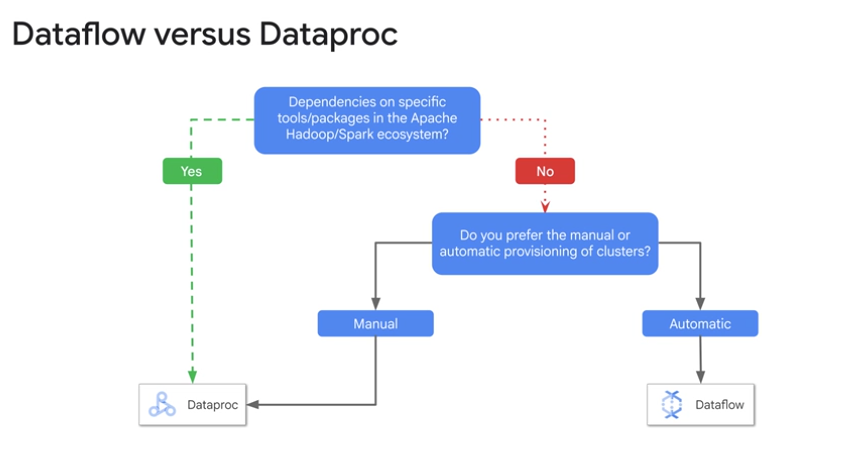 Dataflow versus Dataproc
Dependencies on specific
tools/packages in the Apache
Hadoop/Spark ecosystem?
Yes
No
Do you prefer the manual or
automatic provisioning of clusters?
Manual
Automatic
Dataproc
Dataflow